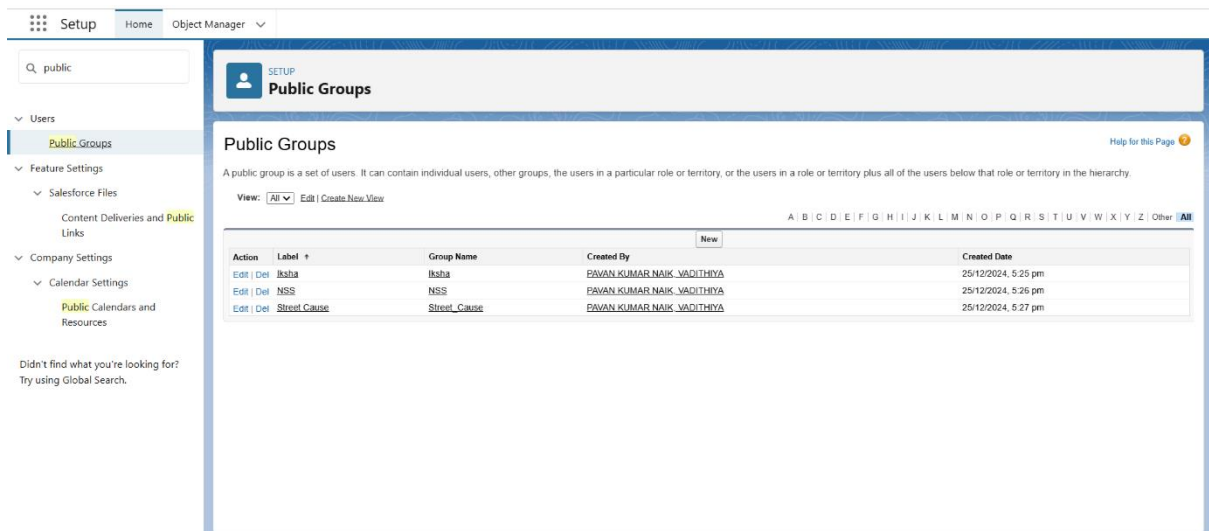 Setup Home Object Manager
public
Users
Public Groups
Feature Settings
Salesforce Files
Content Deliveries and Public
Links
Company Settings
Calendar Settings
Public Calendars and
Resources
Didn't find what you're looking for?
Try using Global Search.
SETUP
Public Groups
Public Groups
Help for this Page ?
A public group is a set of users. It can contain individual users, other groups, the users in a particular role or territory, or the users in a role or territory plus all of the users below that role or territory in the hierarchy.
View: All Edit | Create New View
A | B | C | D | E | F | G | H | I | J | K | L | M | N | O | P | Q | R | S | T | U | V | W | X | Y | Z | Other All
New
Action Label ↑ Group Name Created By Created Date
Edit | Del Iksha Iksha PAVAN KUMAR NAIK, VADITHIYA 25/12/2024, 5:25 pm
Edit | Del NSS NSS PAVAN KUMAR NAIK, VADITHIYA 25/12/2024, 5:26 pm
Edit | Del Street Cause Street_Cause PAVAN KUMAR NAIK, VADITHIYA 25/12/2024, 5:27 pm